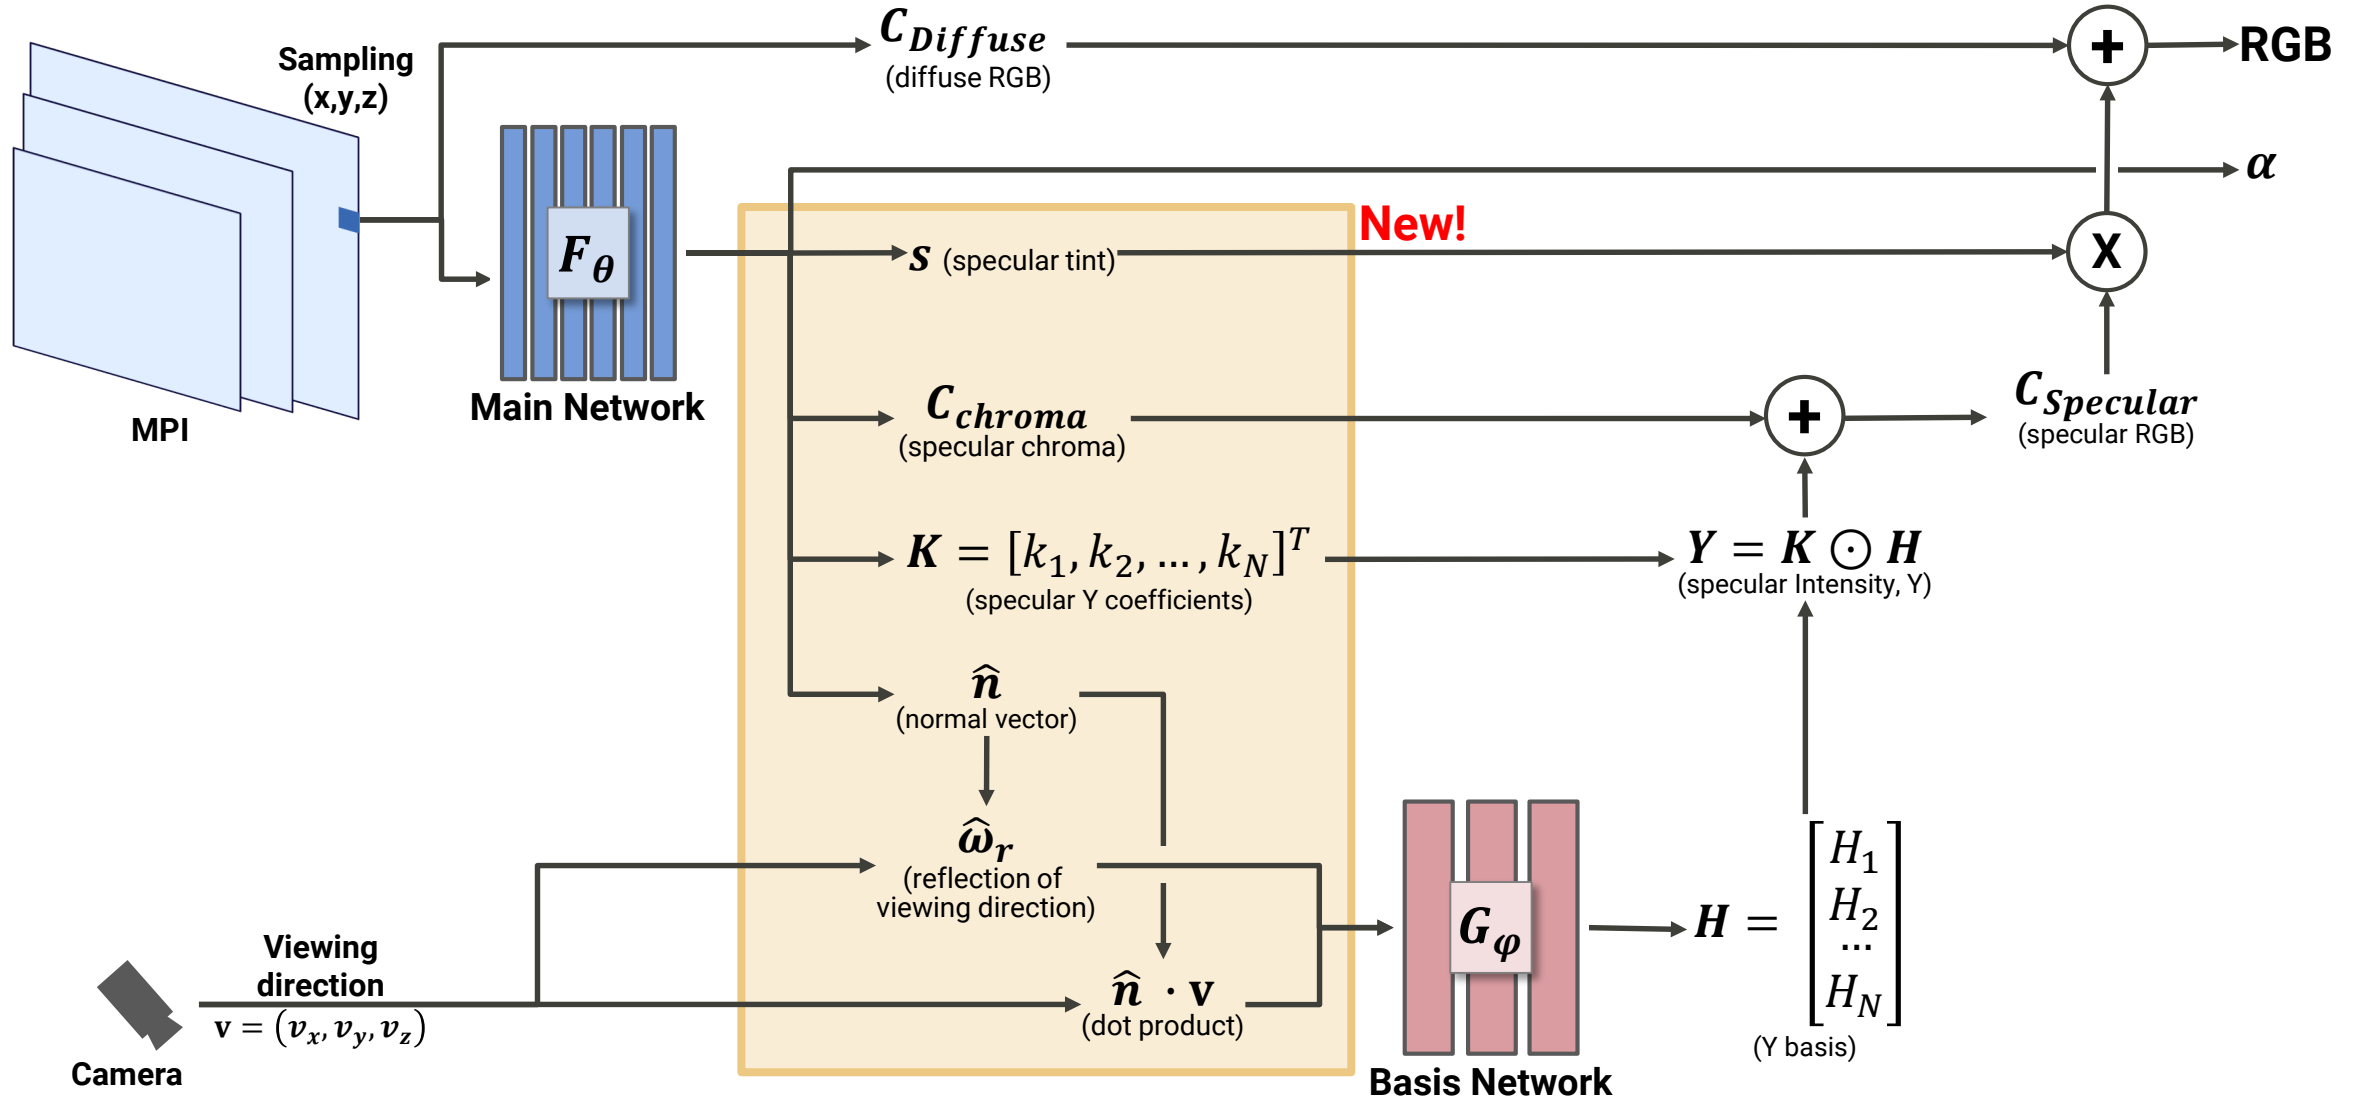 Sampling
(x,y,z)
MPI
F_θ
Main Network
C_Diffuse
(diffuse RGB)
+
RGB
α
New!
s (specular tint)
X
C_chroma
(specular chroma)
+
C_Specular
(specular RGB)
K = [k_1, k_2, ..., k_N]^T
(specular Y coefficients)
Y = K ⊙ H
(specular Intensity, Y)
n̂
(normal vector)
ω̂_r
(reflection of
viewing direction)
n̂ · v
(dot product)
Viewing
direction
v = (v_x, v_y, v_z)
Camera
G_φ
Basis Network
H =
H_1
H_2
...
H_N
(Y basis)